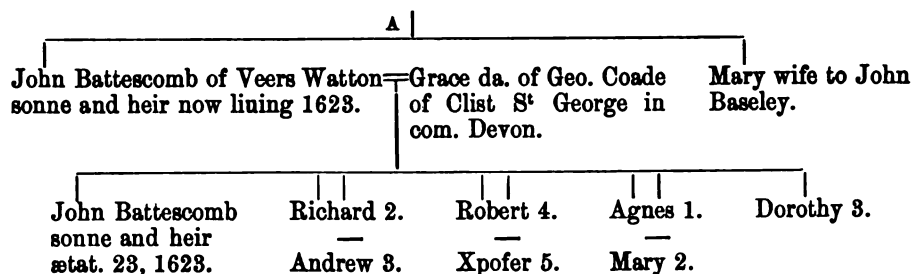 A
John Battescomb of Veers Watton
sonne and heir now lining 1623.
Grace da. of Geo. Coade
of Clist Sᵗ George in
com. Devon.
Mary wife to John
Baseley.
John Battescomb
sonne and heir
ætat. 23, 1623.
Richard 2.
Andrew 3.
Robert 4.
Xpofer 5.
Agnes 1.
Mary 2.
Dorothy 3.